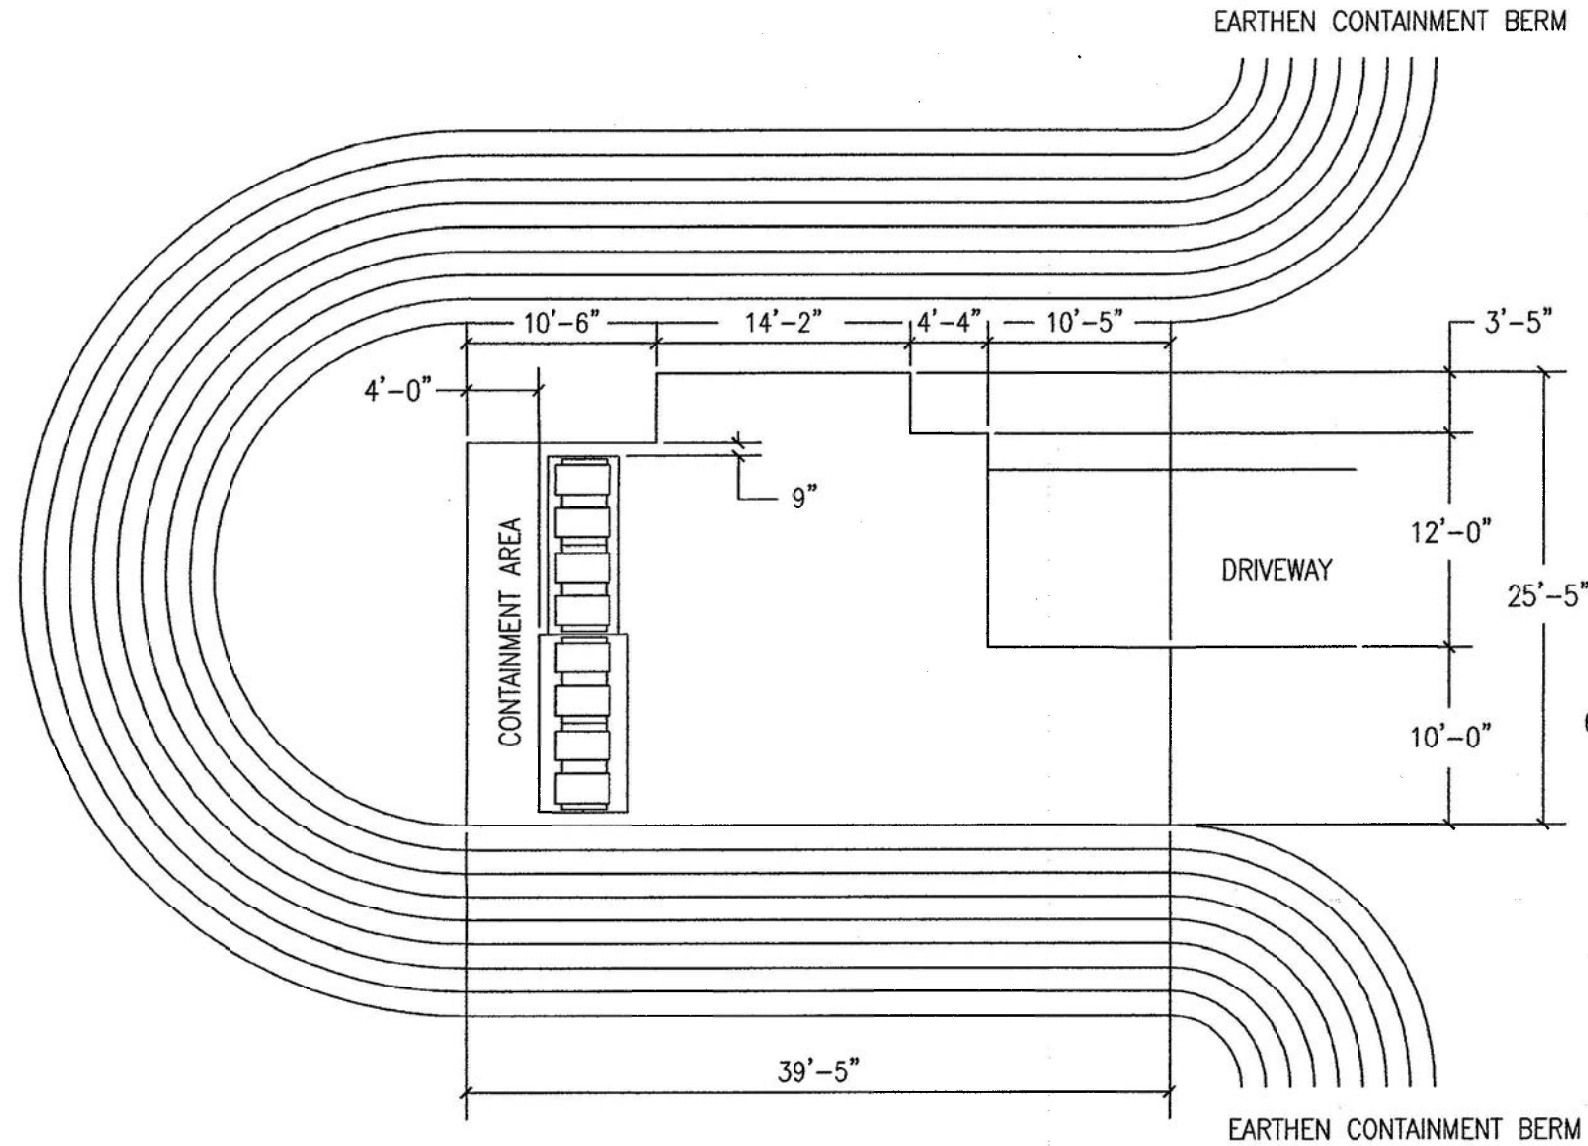 EARTHEN CONTAINMENT BERM
10'-6" 14'-2" 4'-4" 10'-5" 3'-5"
4'-0"
9"
CONTAINMENT AREA
12'-0"
DRIVEWAY
25'-5"
10'-0"
39'-5"
EARTHEN CONTAINMENT BERM